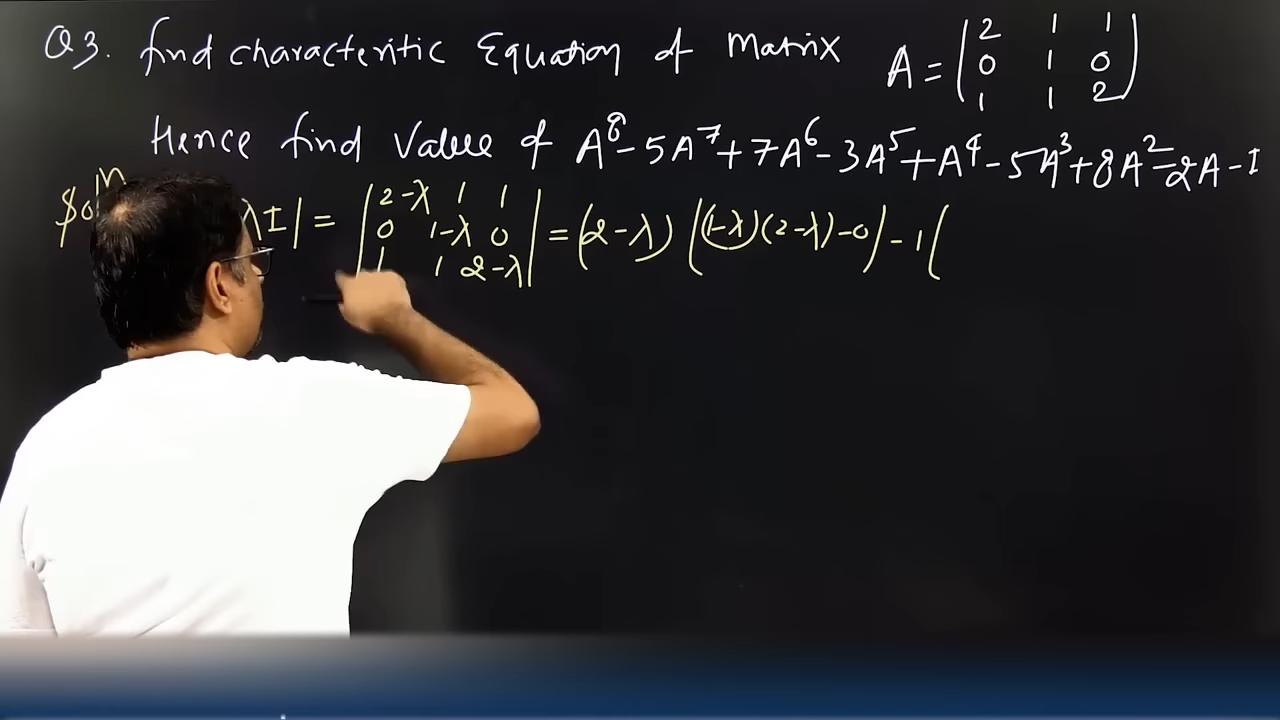 Q3. find characteritic Equation of Matrix A = (2 1 1
0 1 0
1 1 2)
Hence find Value of A⁸-5A⁷+7A⁶-3A⁵+A⁴-5A³+8A²-2A-I
Solⁿ λI| = |2-λ 1 1
0 1-λ 0
1 1 2-λ| = (2-λ) ((1-λ)(2-λ)-0) - 1(